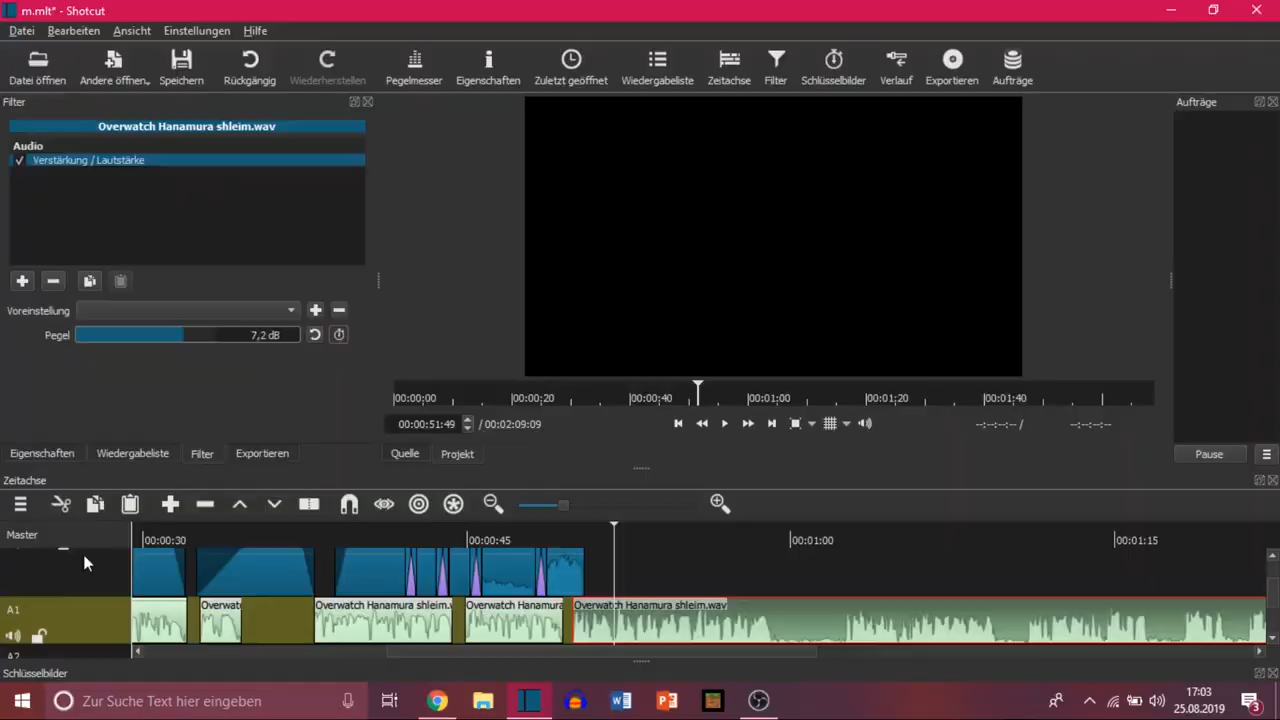 m.mlt* - Shotcut
Datei Bearbeiten Ansicht Einstellungen Hilfe
Datei öffnen Andere öffnen Speichern Rückgängig Wiederherstellen Pegelmesser Eigenschaften Zuletzt geöffnet Wiedergabeliste Zeitachse Filter Schlüsselbilder Verlauf Exportieren Aufträge
Filter
Aufträge
Overwatch Hanamura shleim.wav
Audio
Verstärkung / Lautstärke
Voreinstellung
Pegel 7,2 dB
00:00:00 00:00:20 00:00:40 00:01:00 00:01:20 00:01:40
00:00:51:49 / 00:02:09:09 --:--:--:-- / --:--:--:--
Eigenschaften Wiedergabeliste Filter Exportieren Quelle Projekt Pause
Zeitachse
Master
00:00:30 00:00:45 00:01:00 00:01:15
A1 Overwat Overwatch Hanamura shleim.w Overwatch Hanamura Overwatch Hanamura shleim.wav
A2
Schlüsselbilder
Zur Suche Text hier eingeben
17:03
25.08.2019
3